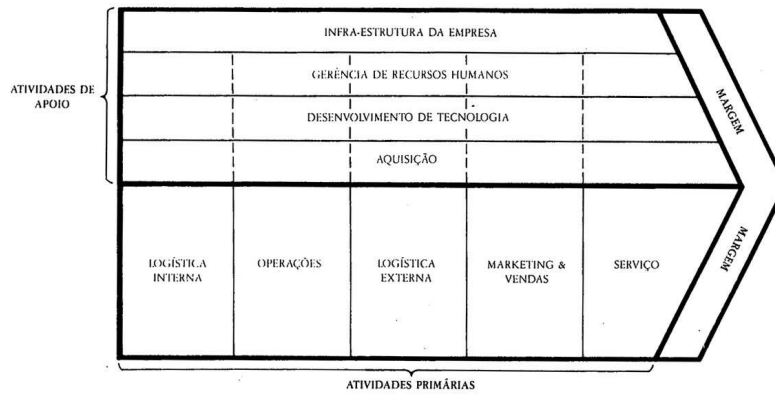 INFRA-ESTRUTURA DA EMPRESA
GERÊNCIA DE RECURSOS HUMANOS
ATIVIDADES DE
APOIO
DESENVOLVIMENTO DE TECNOLOGIA
AQUISIÇÃO
MARGEM
LOGÍSTICA
INTERNA
OPERAÇÕES
LOGÍSTICA
EXTERNA
MARKETING &
VENDAS
SERVIÇO
MARGEM
ATIVIDADES PRIMÁRIAS